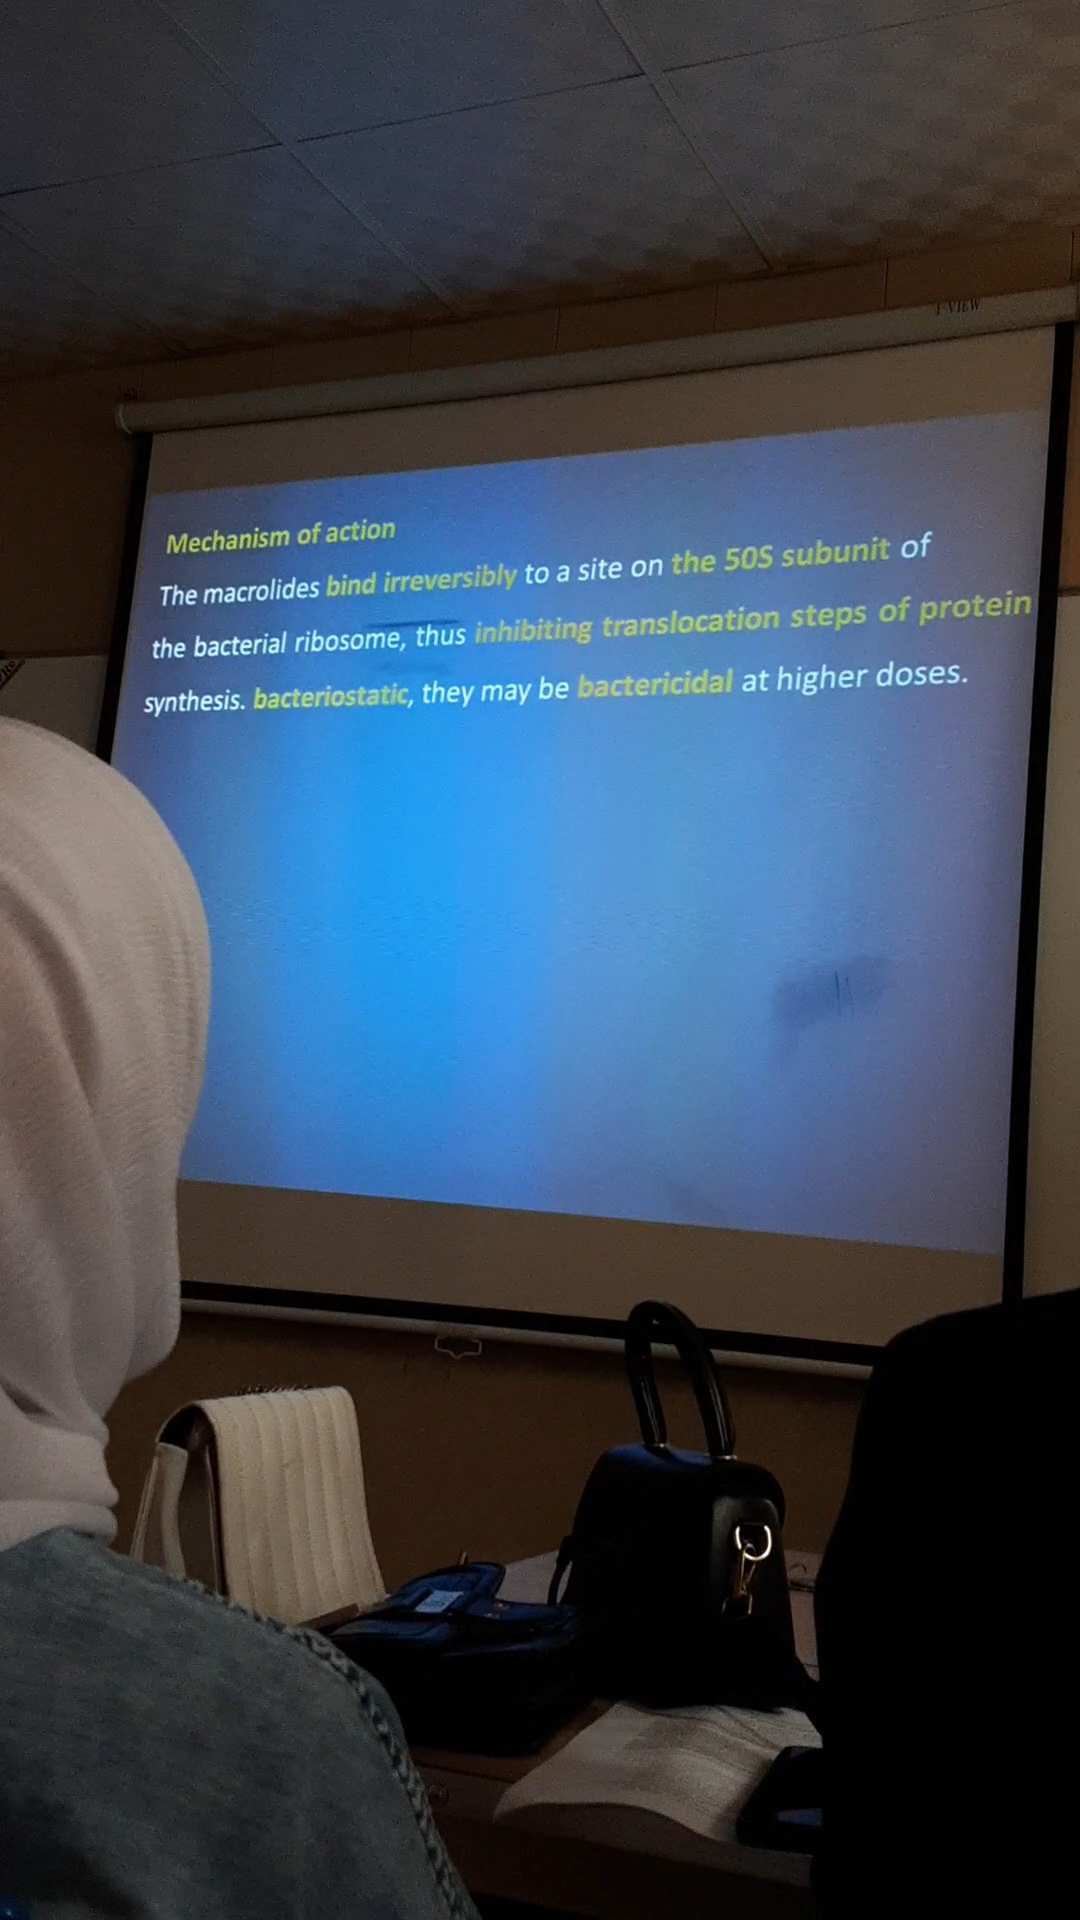 VIEW
Mechanism of action
The macrolides bind irreversibly to a site on the 50S subunit of
the bacterial ribosome, thus inhibiting translocation steps of protein
synthesis. bacteriostatic, they may be bactericidal at higher doses.